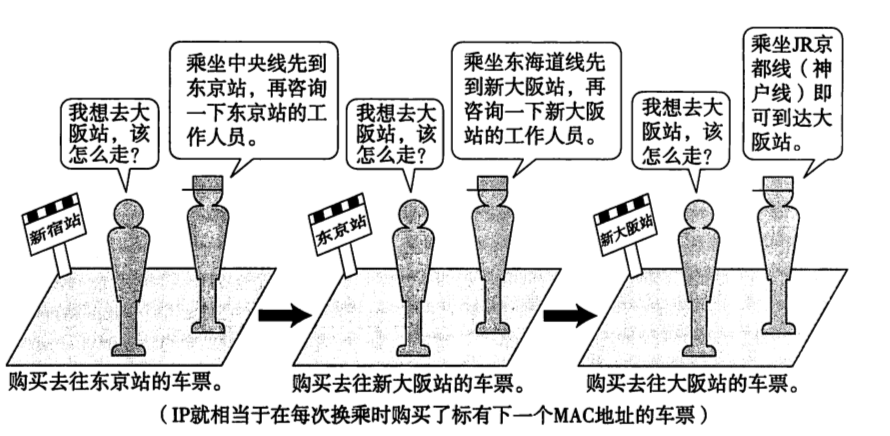 我想去大
阪站，该
怎么走？
乘坐中央线先到
东京站，再咨询
一下东京站的工
作人员。
新宿站
购买去往东京站的车票。
我想去大
阪站，该
怎么走？
乘坐东海道线先
到新大阪站，再
咨询一下新大阪
站的工作人员。
东京站
购买去往新大阪站的车票。
我想去大
阪站，该
怎么走？
乘坐JR京
都线（神
户线）即
可到达大
阪站。
新大阪站
购买去往大阪站的车票。
（IP就相当于在每次换乘时购买了标有下一个MAC地址的车票）